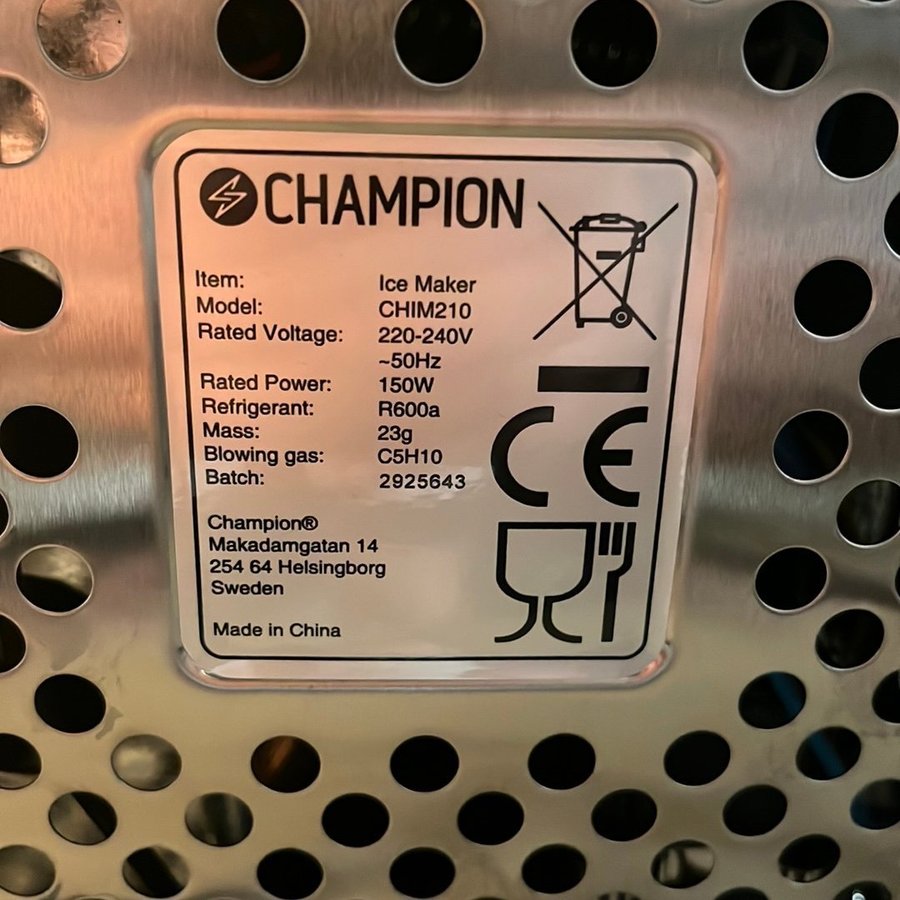 CHAMPION
Item: Ice Maker
Model: CHIM210
Rated Voltage: 220-240V
~50Hz
Rated Power: 150W
Refrigerant: R600a
Mass: 23g
Blowing gas: C5H10
Batch: 2925643
CE
Champion®
Makadamgatan 14
254 64 Helsingborg
Sweden
Made in China